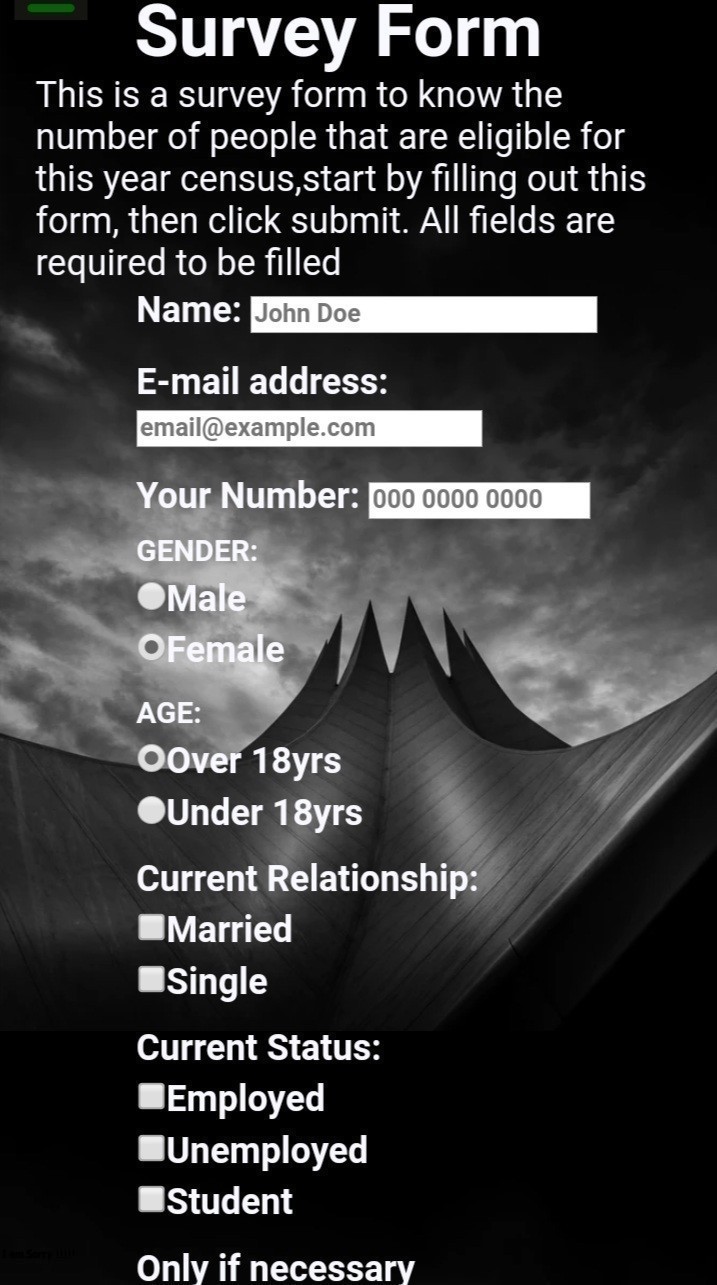 Survey Form
This is a survey form to know the
number of people that are eligible for
this year census,start by filling out this
form, then click submit. All fields are
required to be filled
Name: John Doe
E-mail address:
email@example.com
Your Number: 000 0000 0000
GENDER:
Male
Female
AGE:
Over 18yrs
Under 18yrs
Current Relationship:
Married
Single
Current Status:
Employed
Unemployed
Student
Only if necessary